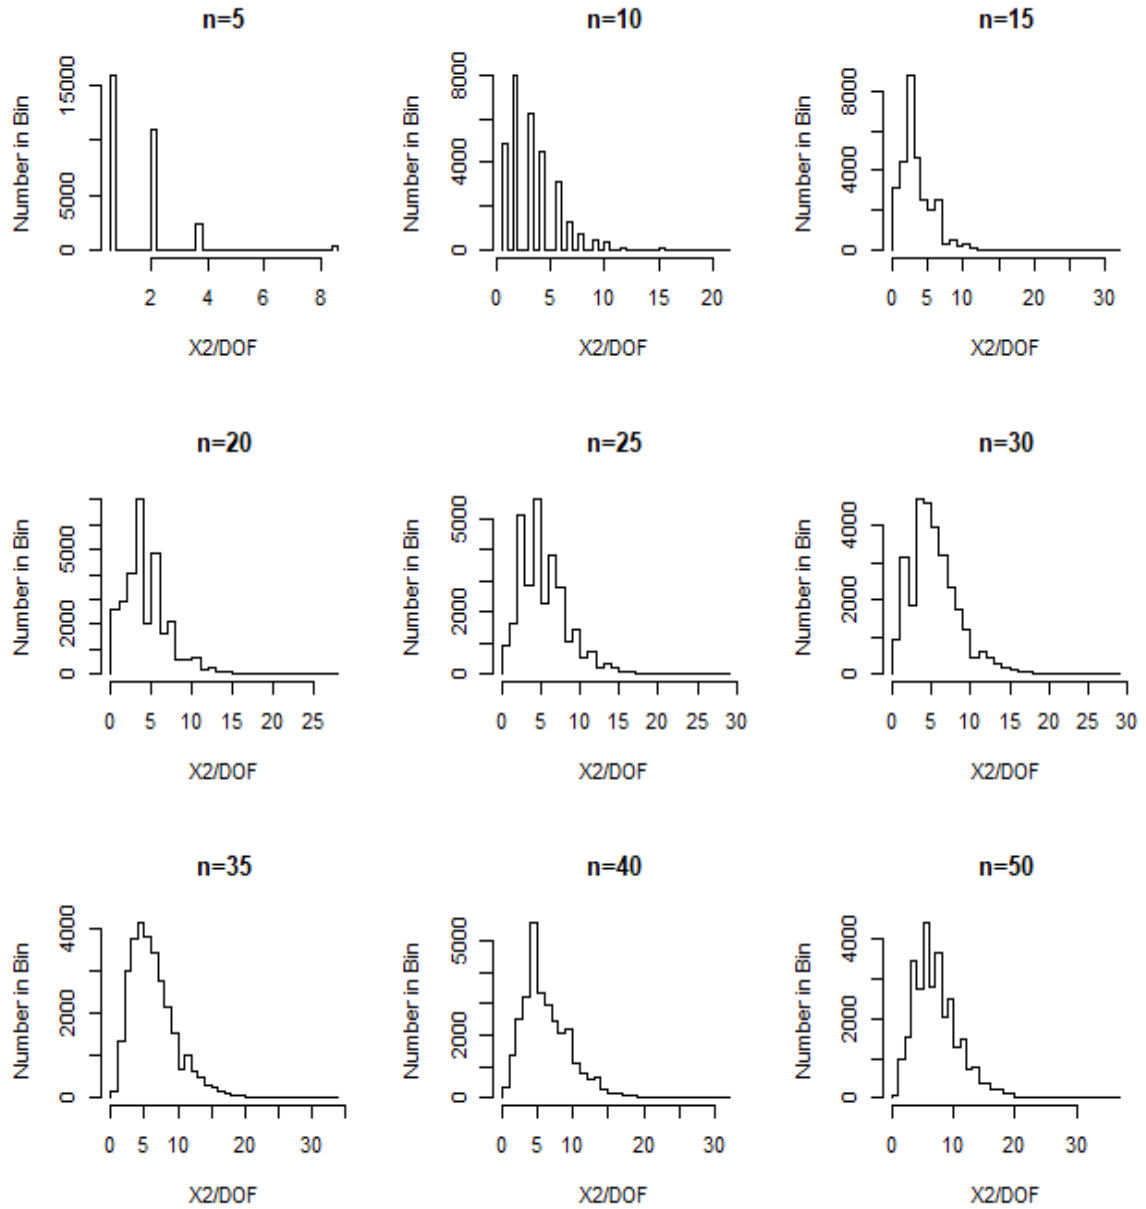 n=5
Number in Bin
0 5000 15000
2 4 6 8
X2/DOF
n=10
Number in Bin
0 4000 8000
0 5 10 15 20
X2/DOF
n=15
Number in Bin
0 4000 8000
0 5 10 30
X2/DOF
n=20
Number in Bin
0 2000 5000
0 5 10 15 20 25
X2/DOF
n=25
Number in Bin
0 2000 5000
0 5 10 15 20 25 30
X2/DOF
n=30
Number in Bin
0 2000 4000
0 5 10 15 20 25 30
X2/DOF
n=35
Number in Bin
0 2000 4000
0 5 10 20 30
X2/DOF
n=40
Number in Bin
0 2000 5000
0 5 10 20 30
X2/DOF
n=50
Number in Bin
0 2000 4000
0 10 20 30
X2/DOF